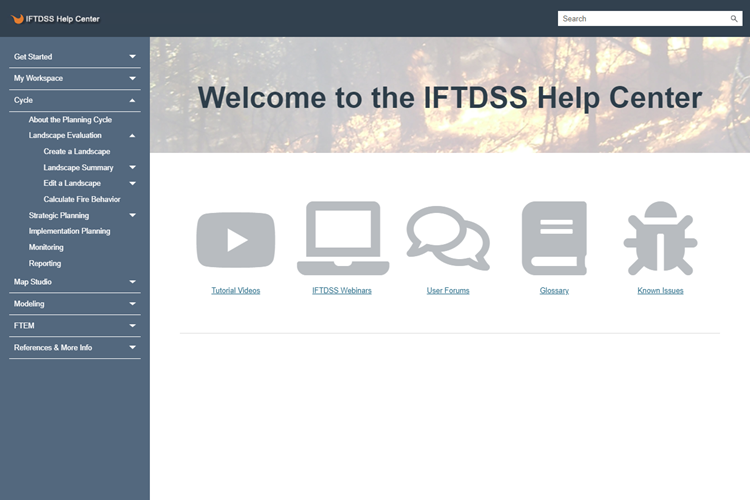 IFTDSS Help Center
Search
Get Started
My Workspace
Cycle
About the Planning Cycle
Landscape Evaluation
Create a Landscape
Landscape Summary
Edit a Landscape
Calculate Fire Behavior
Strategic Planning
Implementation Planning
Monitoring
Reporting
Map Studio
Modeling
FTEM
References & More Info
Welcome to the IFTDSS Help Center
Tutorial Videos
IFTDSS Webinars
User Forums
Glossary
Known Issues